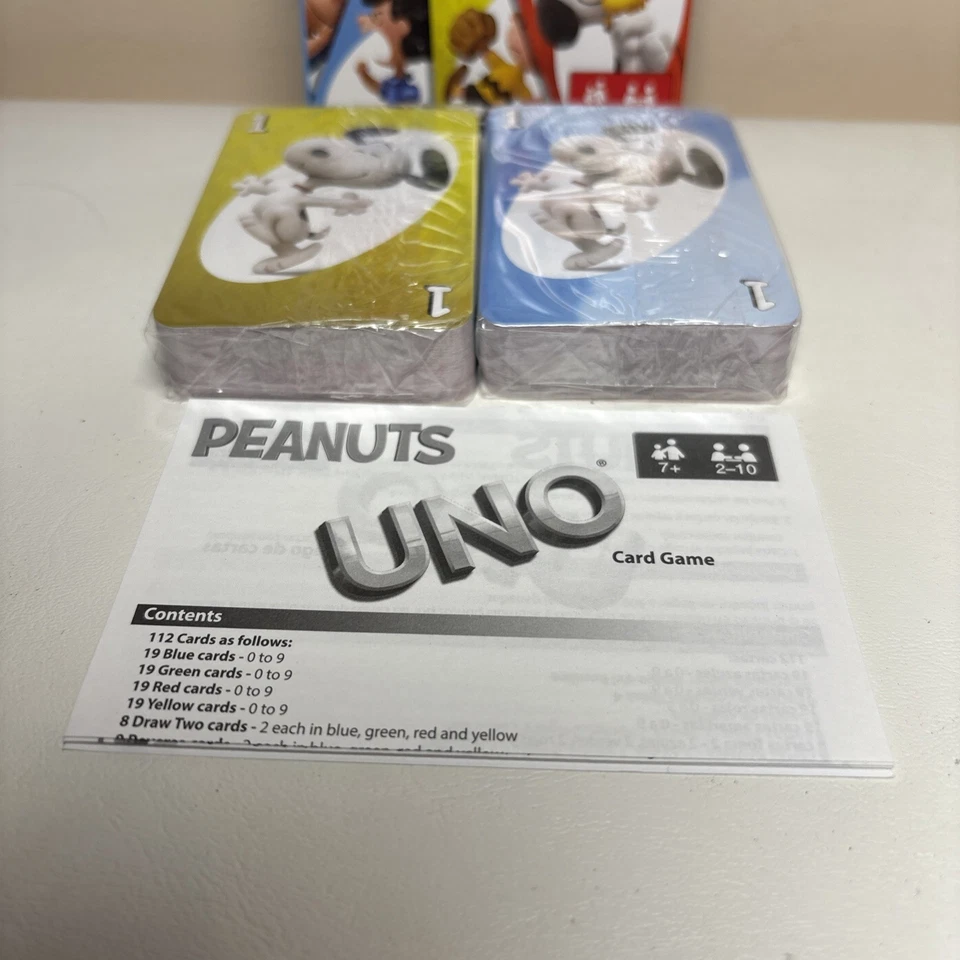 1
1
1
1
PEANUTS
7+ 2–10
UNO®
Card Game
Contents
112 Cards as follows:
19 Blue cards - 0 to 9
19 Green cards - 0 to 9
19 Red cards - 0 to 9
19 Yellow cards - 0 to 9
8 Draw Two cards - 2 each in blue, green, red and yellow